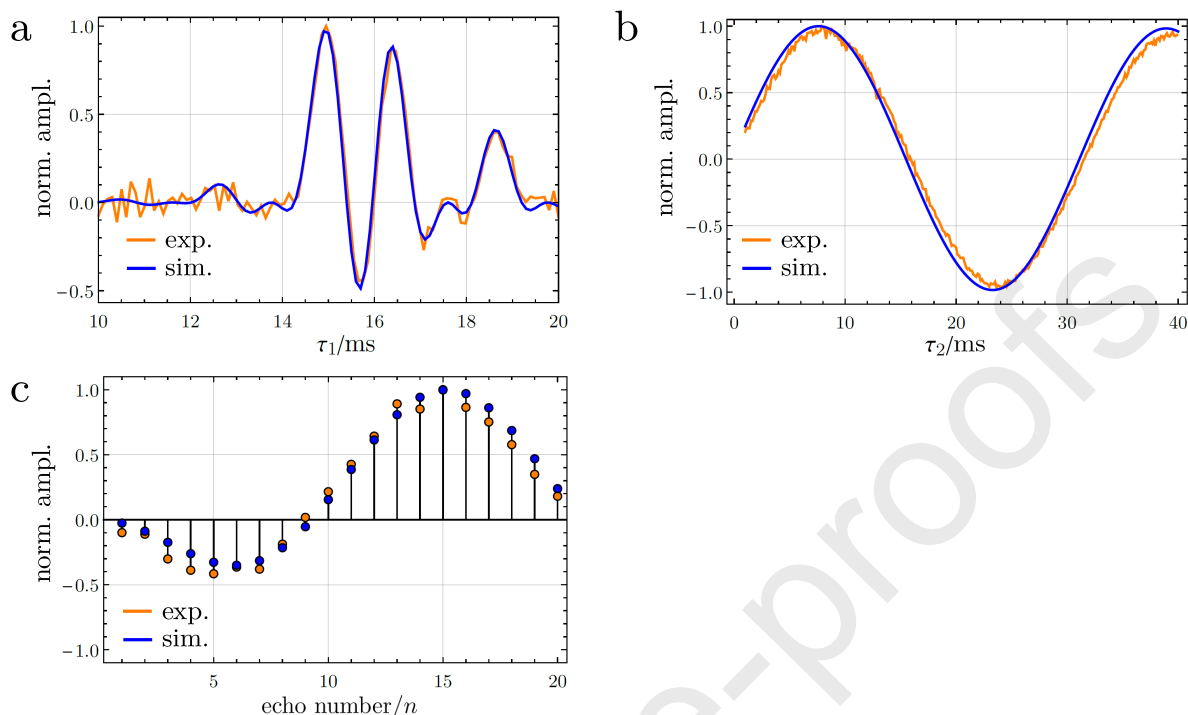 a
norm. ampl.
1.0
0.5
0.0
−0.5
exp.
sim.
10 12 14 16 18 20
τ1/ms
b
norm. ampl.
1.0
0.5
0.0
−0.5
−1.0
exp.
sim.
0 10 20 30 40
τ2/ms
c
norm. ampl.
1.0
0.5
0.0
−0.5
−1.0
exp.
sim.
5 10 15 20
echo number/n
e-proofs